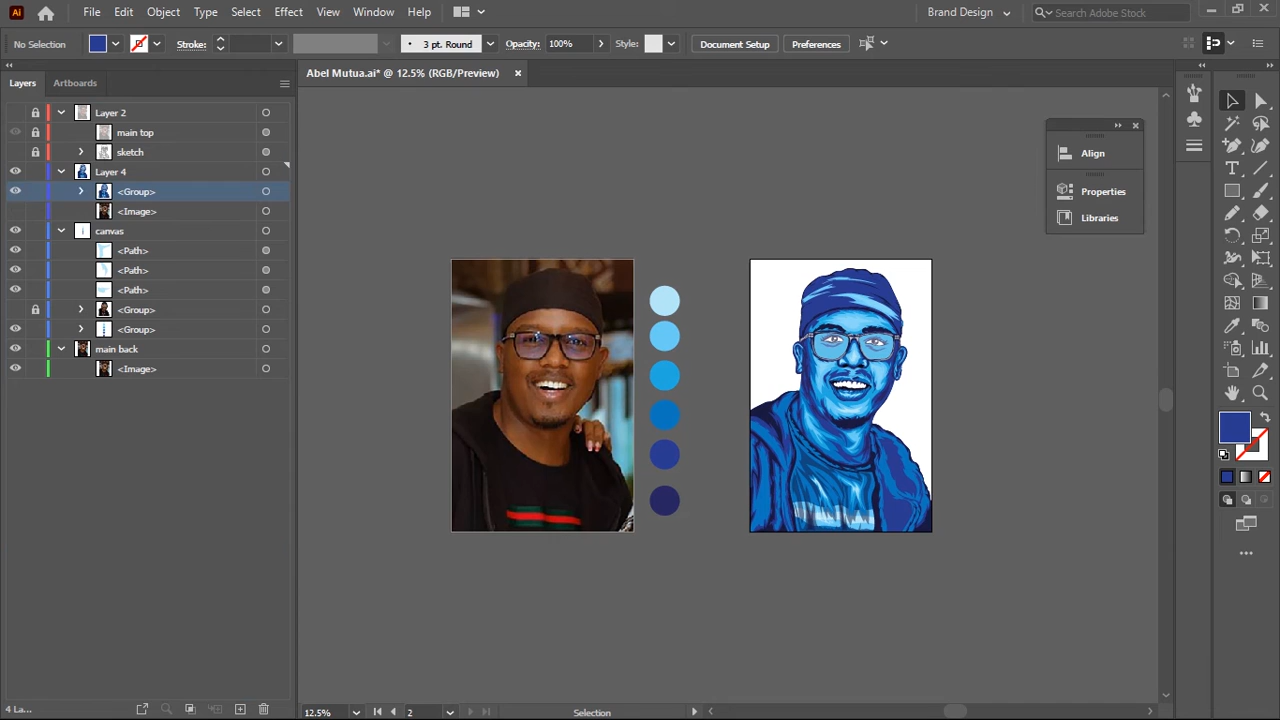 Ai File Edit Object Type Select Effect View Window Help Brand Design Search Adobe Stock
No Selection Stroke: 3 pt. Round Opacity: 100% Style: Document Setup Preferences
Layers Artboards
Abel Mutua.ai* @ 12.5% (RGB/Preview)
Layer 2
main top
sketch
Layer 4
<Group>
<Image>
canvas
<Path>
<Path>
<Path>
<Group>
<Group>
main back
<Image>
Align
Properties
Libraries
4 La...
12.5% 2 Selection